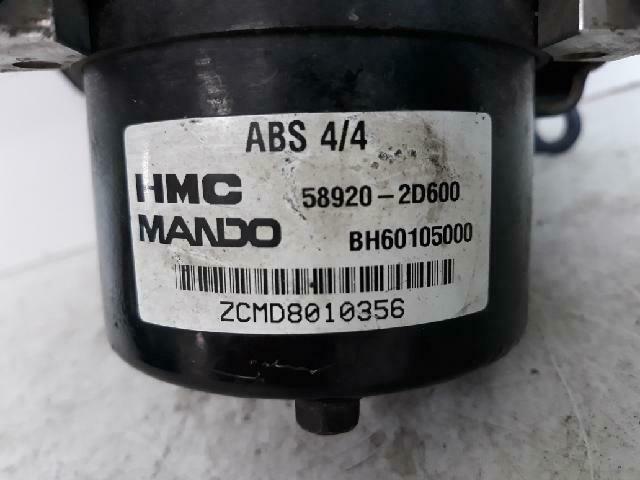 ABS 4/4
HMC 58920-2D600
MANDO BH60105000
ZCMD8010356